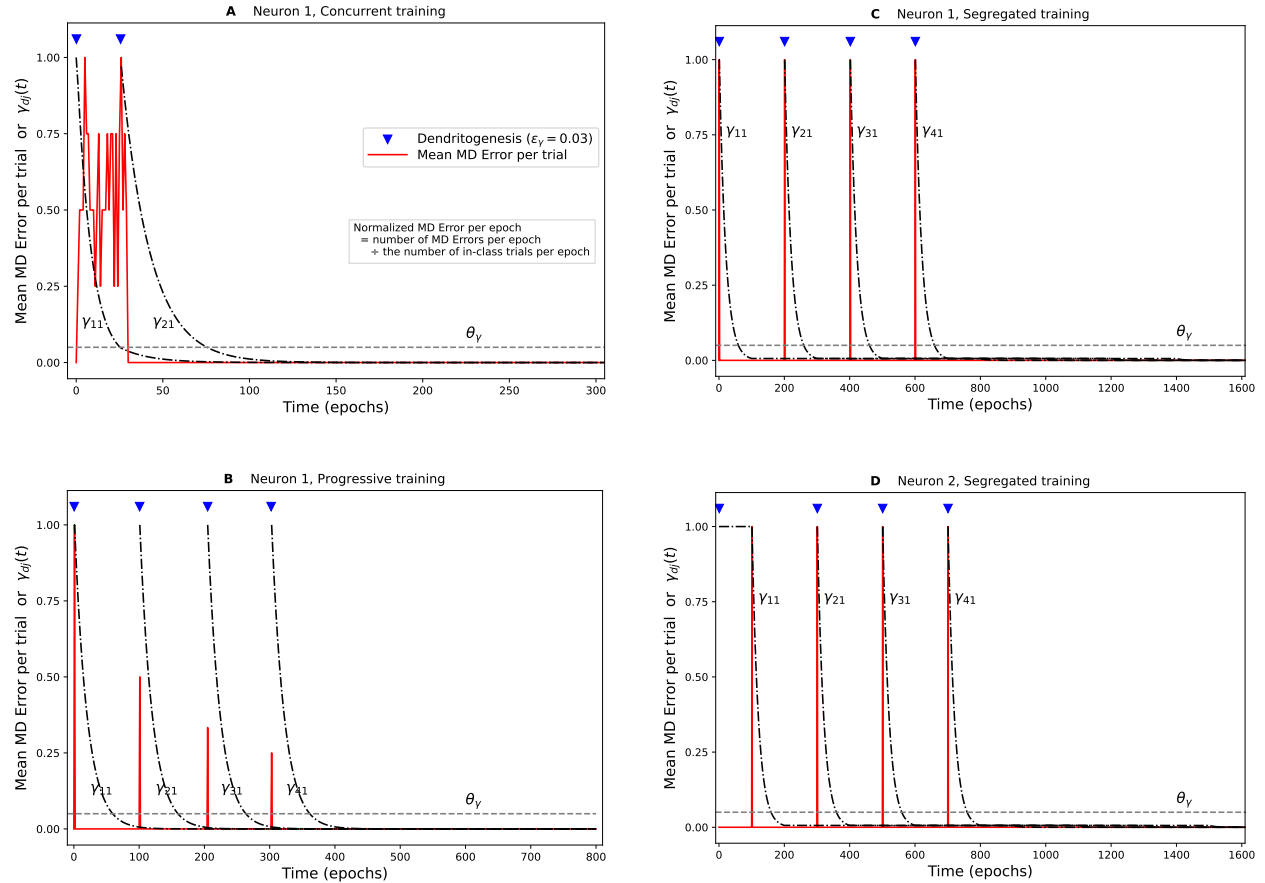 A Neuron 1, Concurrent training
Mean MD Error per trial or γdj(t)
1.00
0.75
0.50
0.25
0.00
γ11
γ21
θγ
Dendritogenesis (εγ = 0.03)
Mean MD Error per trial
Normalized MD Error per epoch
= number of MD Errors per epoch
÷ the number of in-class trials per epoch
0 50 100 150 200 250 300
Time (epochs)
C Neuron 1, Segregated training
Mean MD Error per trial or γdj(t)
1.00
0.75
0.50
0.25
0.00
γ11 γ21 γ31 γ41
θγ
0 200 400 600 800 1000 1200 1400 1600
Time (epochs)
B Neuron 1, Progressive training
Mean MD Error per trial or γdj(t)
1.00
0.75
0.50
0.25
0.00
γ11 γ21 γ31 γ41
θγ
0 100 200 300 400 500 600 700 800
Time (epochs)
D Neuron 2, Segregated training
Mean MD Error per trial or γdj(t)
1.00
0.75
0.50
0.25
0.00
γ11 γ21 γ31 γ41
θγ
0 200 400 600 800 1000 1200 1400 1600
Time (epochs)